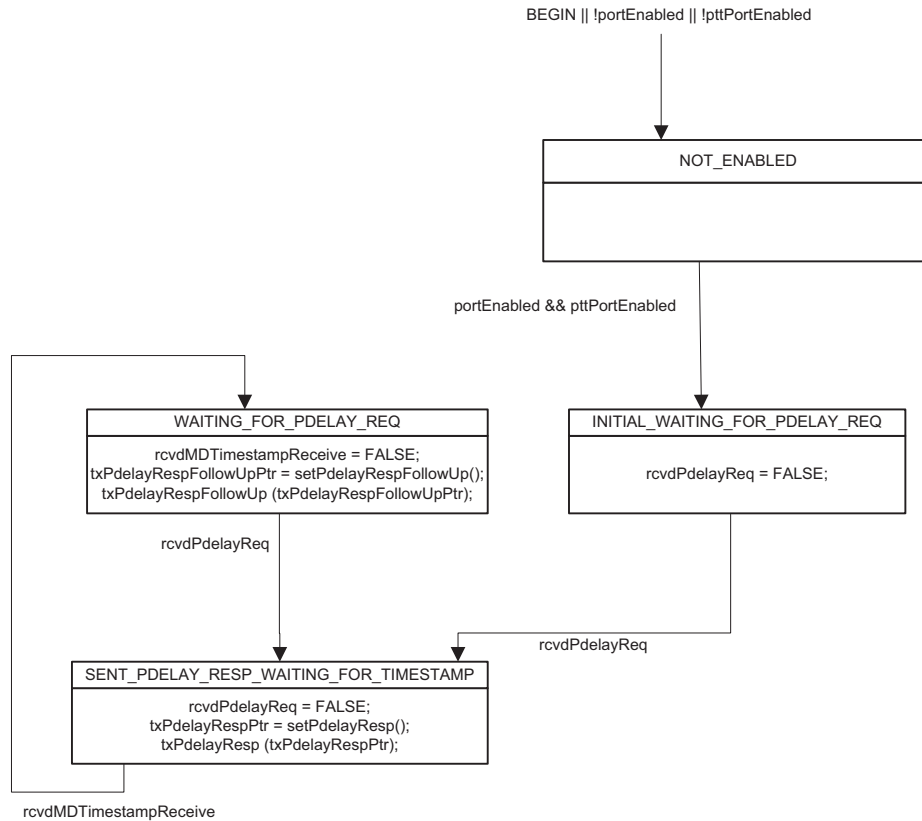 BEGIN || !portEnabled || !pttPortEnabled
NOT_ENABLED
portEnabled && pttPortEnabled
WAITING_FOR_PDELAY_REQ
rcvdMDTimestampReceive = FALSE;
txPdelayRespFollowUpPtr = setPdelayRespFollowUp();
txPdelayRespFollowUp (txPdelayRespFollowUpPtr);
INITIAL_WAITING_FOR_PDELAY_REQ
rcvdPdelayReq = FALSE;
rcvdPdelayReq
rcvdPdelayReq
SENT_PDELAY_RESP_WAITING_FOR_TIMESTAMP
rcvdPdelayReq = FALSE;
txPdelayRespPtr = setPdelayResp();
txPdelayResp (txPdelayRespPtr);
rcvdMDTimestampReceive